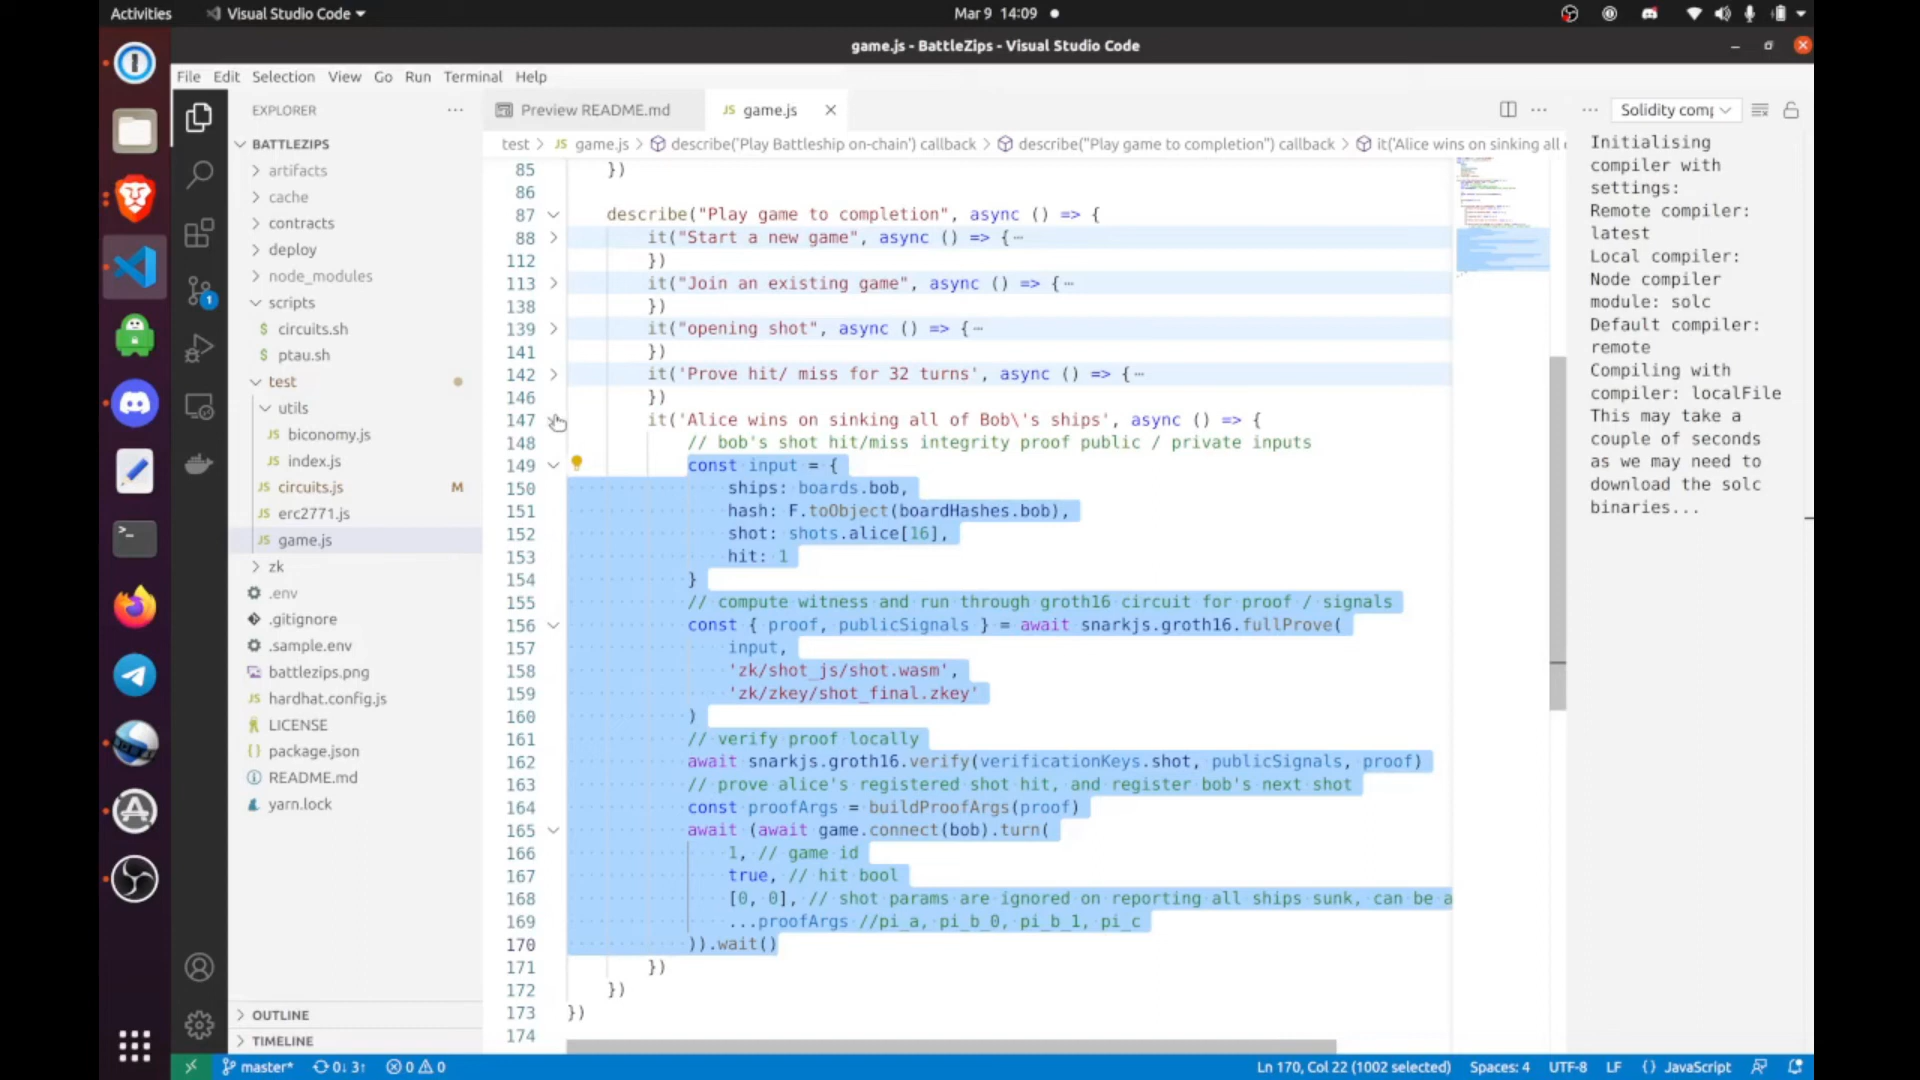 Activities
Visual Studio Code
Mar 9 14:09
game.js - BattleZips - Visual Studio Code
File Edit Selection View Go Run Terminal Help
EXPLORER
BATTLEZIPS
artifacts
cache
contracts
deploy
node_modules
scripts
$ circuits.sh
$ ptau.sh
test
utils
JS biconomy.js
JS index.js
JS circuits.js M
JS erc2771.js
JS game.js
zk
.env
.gitignore
.sample.env
battlezips.png
JS hardhat.config.js
LICENSE
{} package.json
README.md
yarn.lock
OUTLINE
TIMELINE
1
Preview README.md
JS game.js
test > JS game.js > describe('Play Battleship on-chain') callback > describe("Play game to completion") callback > it('Alice wins on sinking all
85 })
86
87 describe("Play game to completion", async () => {
88 it("Start a new game", async () => {…
112 })
113 it("Join an existing game", async () => {…
138 })
139 it("opening shot", async () => {…
141 })
142 it('Prove hit/ miss for 32 turns', async () => {…
146 })
147 it('Alice wins on sinking all of Bob\'s ships', async () => {
148 // bob's shot hit/miss integrity proof public / private inputs
149 const input = {
150 ships: boards.bob,
151 hash: F.toObject(boardHashes.bob),
152 shot: shots.alice[16],
153 hit: 1
154 }
155 // compute witness and run through groth16 circuit for proof / signals
156 const { proof, publicSignals } = await snarkjs.groth16.fullProve(
157 input,
158 'zk/shot_js/shot.wasm',
159 'zk/zkey/shot_final.zkey'
160 )
161 // verify proof locally
162 await snarkjs.groth16.verify(verificationKeys.shot, publicSignals, proof)
163 // prove alice's registered shot hit, and register bob's next shot
164 const proofArgs = buildProofArgs(proof)
165 await (await game.connect(bob).turn(
166 1, // game id
167 true, // hit bool
168 [0, 0], // shot params are ignored on reporting all ships sunk, can be a
169 ...proofArgs //pi_a, pi_b_0, pi_b_1, pi_c
170 )).wait()
171 })
172 })
173 })
174
Solidity comp
Initialising
compiler with
settings:
Remote compiler:
latest
Local compiler:
Node compiler
module: solc
Default compiler:
remote
Compiling with
compiler: localFile
This may take a
couple of seconds
as we may need to
download the solc
binaries...
master* 0↓ 3↑ 0 0
Ln 170, Col 22 (1002 selected) Spaces: 4 UTF-8 LF {} JavaScript